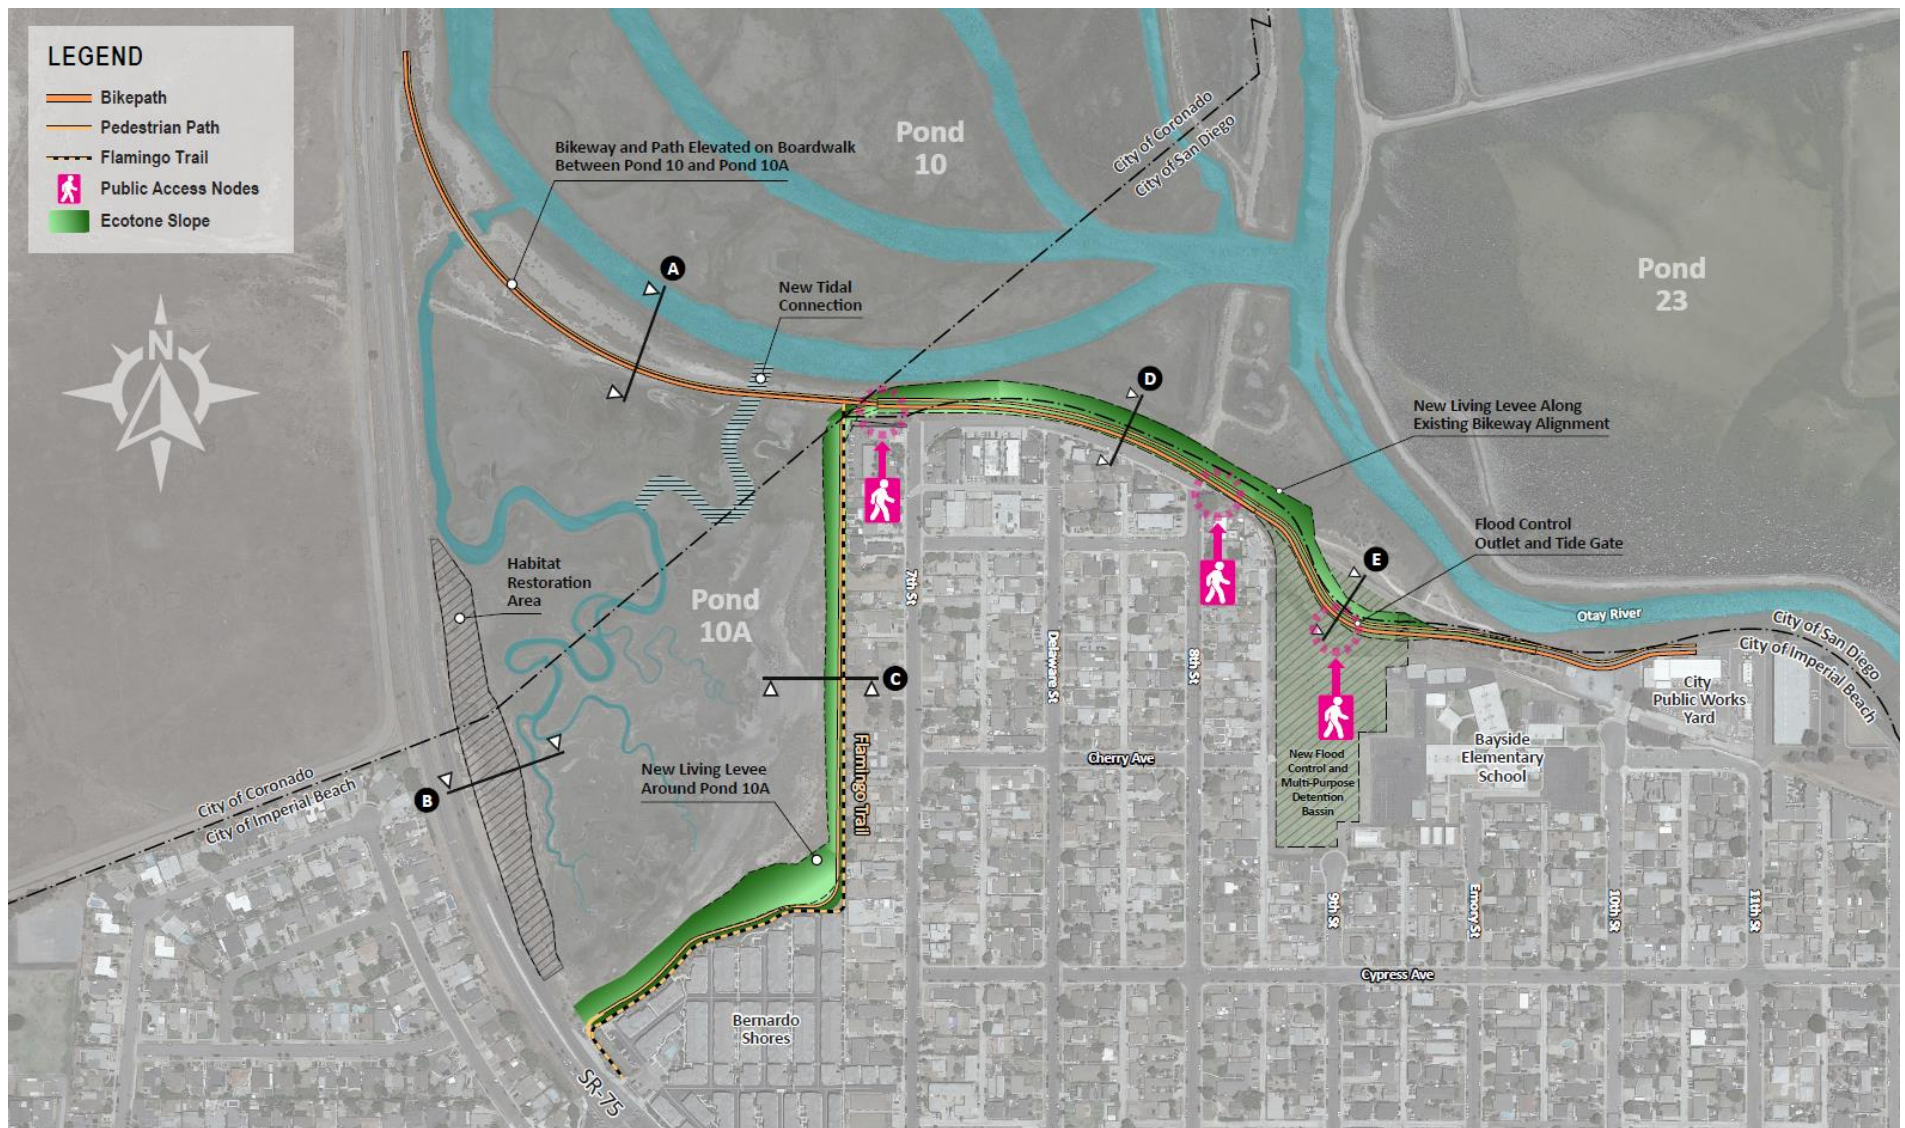 LEGEND
Bikepath
Pedestrian Path
Flamingo Trail
Public Access Nodes
Ecotone Slope
N
Bikeway and Path Elevated on Boardwalk
Between Pond 10 and Pond 10A
Pond
10
City of Coronado
City of San Diego
Pond
23
A
New Tidal
Connection
D
New Living Levee Along
Existing Bikeway Alignment
Flood Control
Outlet and Tide Gate
E
Habitat
Restoration
Area
Pond
10A
7th St
Delaware St
8th St
Otay River
City of San Diego
City of Imperial Beach
C
City
Public Works
Yard
Bayside
Elementary
School
New Flood
Control and
Multi-Purpose
Detention
Bassin
Cherry Ave
Flamingo Trail
New Living Levee
Around Pond 10A
City of Coronado
City of Imperial Beach
B
9th St
Emory St
10th St
11th St
Cypress Ave
Bernardo
Shores
SR-75